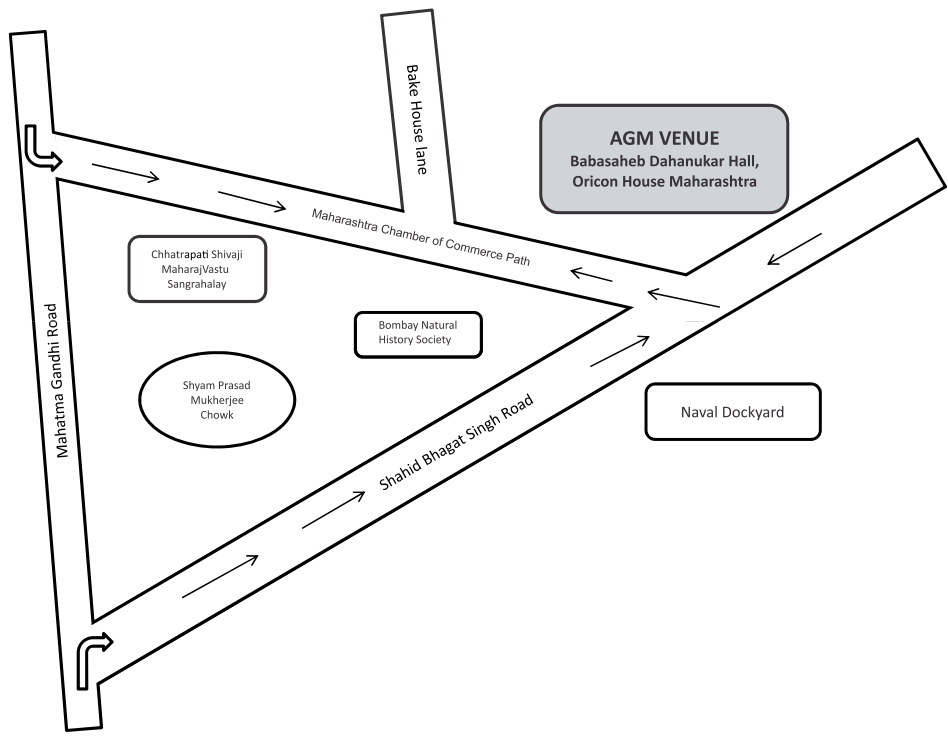 Bake House lane
AGM VENUE
Babasaheb Dahanukar Hall,
Oricon House Maharashtra
Maharashtra Chamber of Commerce Path
Chhatrapati Shivaji
MaharajVastu
Sangrahalay
Bombay Natural
History Society
Mahatma Gandhi Road
Shyam Prasad
Mukherjee
Chowk
Naval Dockyard
Shahid Bhagat Singh Road